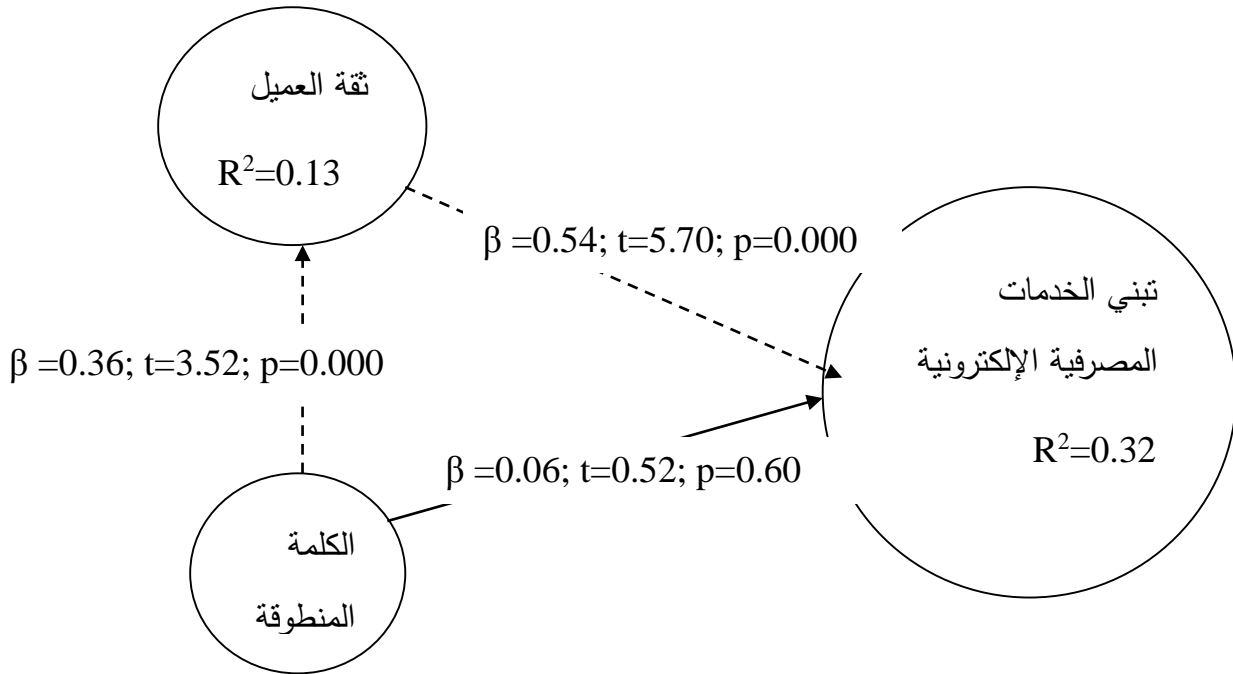 ثقة العميل
R²=0.13
β =0.54; t=5.70; p=0.000
تبني الخدمات
المصرفية الإلكترونية
R²=0.32
β =0.36; t=3.52; p=0.000
β =0.06; t=0.52; p=0.60
الكلمة
المنطوقة